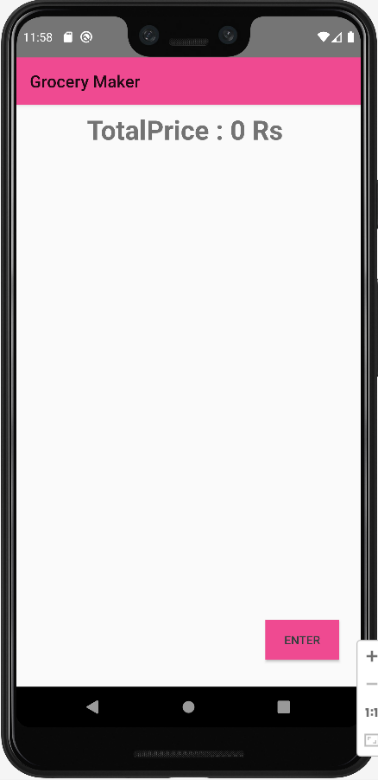 11:58
Grocery Maker
TotalPrice : 0 Rs
ENTER
1:1